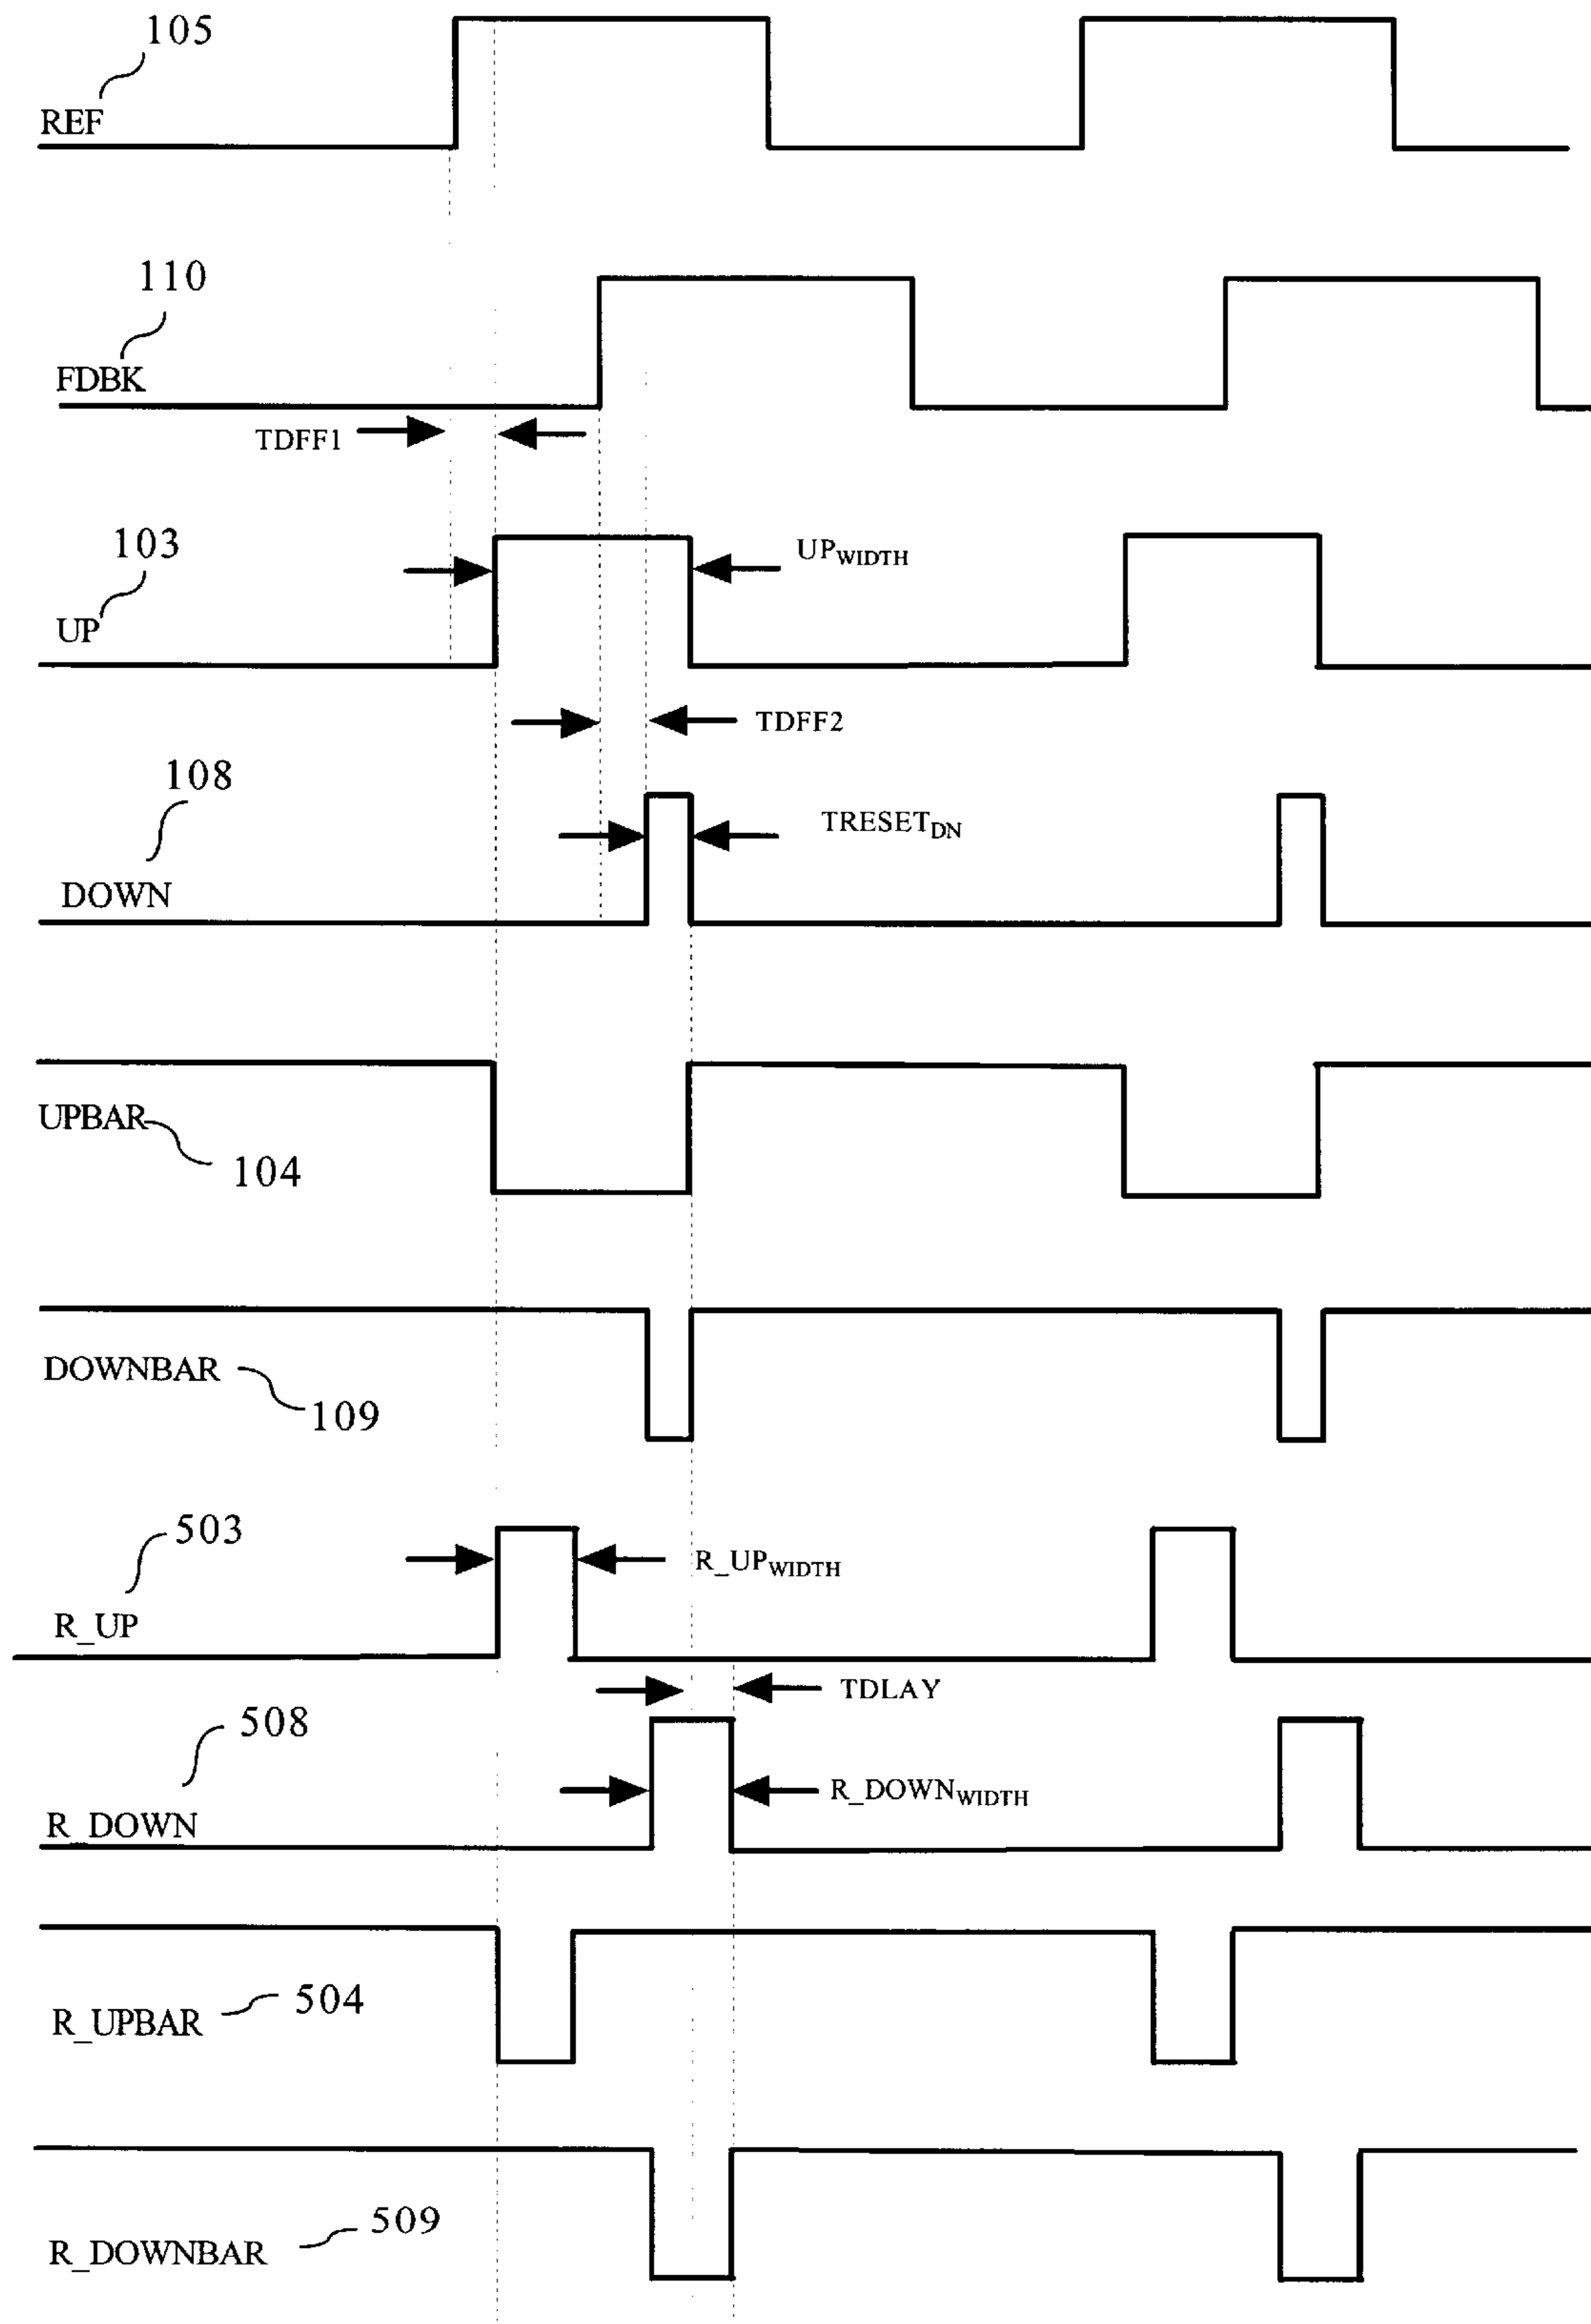 105
REF
110
FDBK
TDFF1
103
UP
UPWIDTH
TDFF2
108
DOWN
TRESETDN
UPBAR
104
DOWNBAR
109
503
R_UP
R_UPWIDTH
TDLAY
508
R_DOWN
R_DOWNWIDTH
504
R_UPBAR
509
R_DOWNBAR